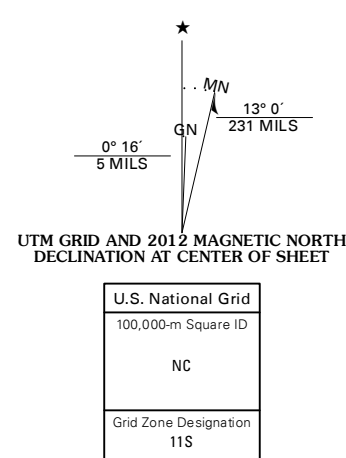 ★
MN
13° 0´
231 MILS
GN
0° 16´
5 MILS
UTM GRID AND 2012 MAGNETIC NORTH
DECLINATION AT CENTER OF SHEET
U.S. National Grid
100,000-m Square ID
NC
Grid Zone Designation
11S